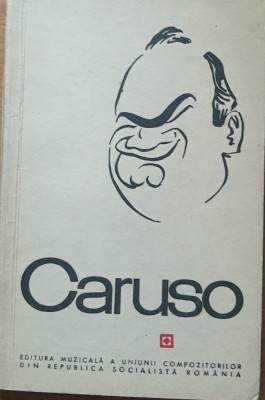 Caruso
EDITURA MUZICALĂ A UNIUNII COMPOZITORILOR
DIN REPUBLICA SOCIALISTĂ ROMÂNIA